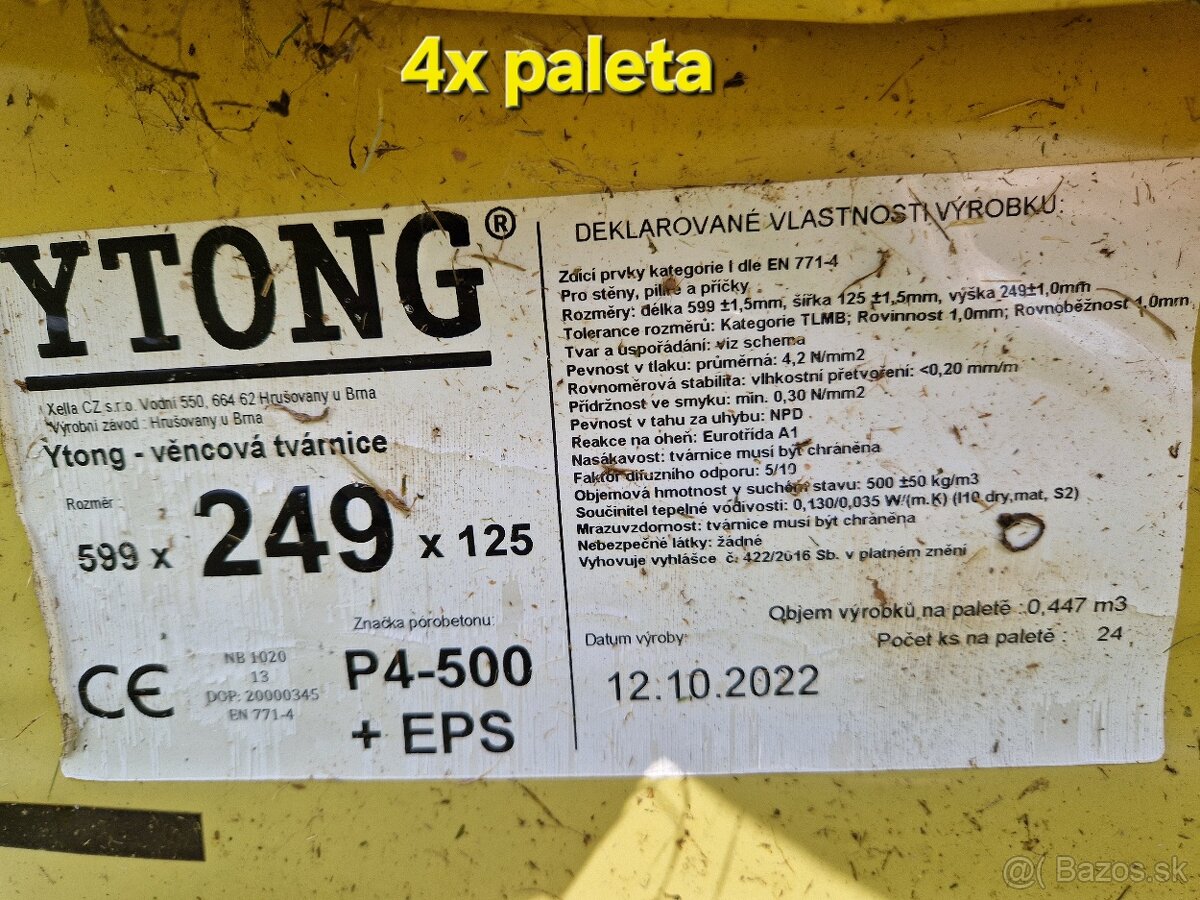 4x paleta
YTONG®
Xella CZ s.r.o. Vodní 550, 664 62 Hrušovany u Brna
Výrobní závod : Hrušovany u Brna
Ytong - věncová tvárnice
Rozměr :
599 x 249 x 125
Značka pórobetonu:
P4-500
+ EPS
CE
NB 1020
13
DOP: 20000345
EN 771-4
DEKLAROVANÉ VLASTNOSTI VÝROBKU:
Zdící prvky kategorie I dle EN 771-4
Pro stěny, pilíře a příčky
Rozměry: délka 599 ±1,5mm, šířka 125 ±1,5mm, výška 249±1,0mm
Tolerance rozměrů: Kategorie TLMB; Rovinnost 1,0mm; Rovnoběžnost 1,0mm
Tvar a uspořádání: viz schema
Pevnost v tlaku: průměrná: 4,2 N/mm2
Rovnoměrová stabilita: vlhkostní přetvoření: <0,20 mm/m
Přídržnost ve smyku: min. 0,30 N/mm2
Pevnost v tahu za uhybu: NPD
Reakce na oheň: Eurotřída A1
Nasákavost: tvárnice musí být chráněna
Faktor difuzního odporu: 5/10
Objemová hmotnost v suchém stavu: 500 ±50 kg/m3
Součinitel tepelné vodivosti: 0,130/0,035 W/(m.K) (l10 dry,mat, S2)
Mrazuvzdornost: tvárnice musí být chráněna
Nebezpečné látky: žádné
Vyhovuje vyhlášce č. 422/2016 Sb. v platném znění
Objem výrobků na paletě :0,447 m3
Počet ks na paletě : 24
Datum výroby:
12.10.2022
@( Bazos.sk